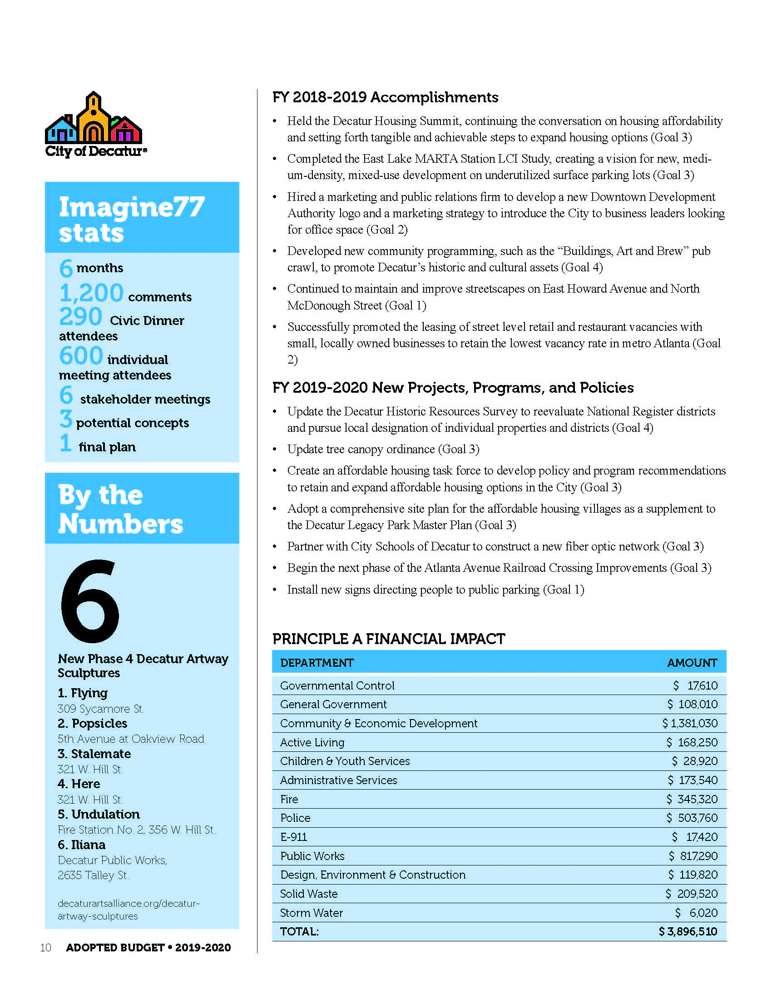 City of Decatur®
Imagine77
stats
6 months
1,200 comments
290 Civic Dinner
attendees
600 individual
meeting attendees
6 stakeholder meetings
3 potential concepts
1 final plan
By the
Numbers
6
New Phase 4 Decatur Artway
Sculptures
1. Flying
309 Sycamore St.
2. Popsicles
5th Avenue at Oakview Road
3. Stalemate
321 W. Hill St.
4. Here
321 W. Hill St.
5. Undulation
Fire Station No. 2, 356 W. Hill St.
6. Iliana
Decatur Public Works,
2635 Talley St.
decaturartsalliance.org/decatur-
artway-sculptures
FY 2018-2019 Accomplishments
• Held the Decatur Housing Summit, continuing the conversation on housing affordability
and setting forth tangible and achievable steps to expand housing options (Goal 3)
• Completed the East Lake MARTA Station LCI Study, creating a vision for new, medi-
um-density, mixed-use development on underutilized surface parking lots (Goal 3)
• Hired a marketing and public relations firm to develop a new Downtown Development
Authority logo and a marketing strategy to introduce the City to business leaders looking
for office space (Goal 2)
• Developed new community programming, such as the “Buildings, Art and Brew” pub
crawl, to promote Decatur’s historic and cultural assets (Goal 4)
• Continued to maintain and improve streetscapes on East Howard Avenue and North
McDonough Street (Goal 1)
• Successfully promoted the leasing of street level retail and restaurant vacancies with
small, locally owned businesses to retain the lowest vacancy rate in metro Atlanta (Goal
2)
FY 2019-2020 New Projects, Programs, and Policies
• Update the Decatur Historic Resources Survey to reevaluate National Register districts
and pursue local designation of individual properties and districts (Goal 4)
• Update tree canopy ordinance (Goal 3)
• Create an affordable housing task force to develop policy and program recommendations
to retain and expand affordable housing options in the City (Goal 3)
• Adopt a comprehensive site plan for the affordable housing villages as a supplement to
the Decatur Legacy Park Master Plan (Goal 3)
• Partner with City Schools of Decatur to construct a new fiber optic network (Goal 3)
• Begin the next phase of the Atlanta Avenue Railroad Crossing Improvements (Goal 3)
• Install new signs directing people to public parking (Goal 1)
PRINCIPLE A FINANCIAL IMPACT
DEPARTMENT AMOUNT
Governmental Control $ 17,610
General Government $ 108,010
Community & Economic Development $ 1,381,030
Active Living $ 168,250
Children & Youth Services $ 28,920
Administrative Services $ 173,540
Fire $ 345,320
Police $ 503,760
E-911 $ 17,420
Public Works $ 817,290
Design, Environment & Construction $ 119,820
Solid Waste $ 209,520
Storm Water $ 6,020
TOTAL: $ 3,896,510
10 ADOPTED BUDGET • 2019-2020